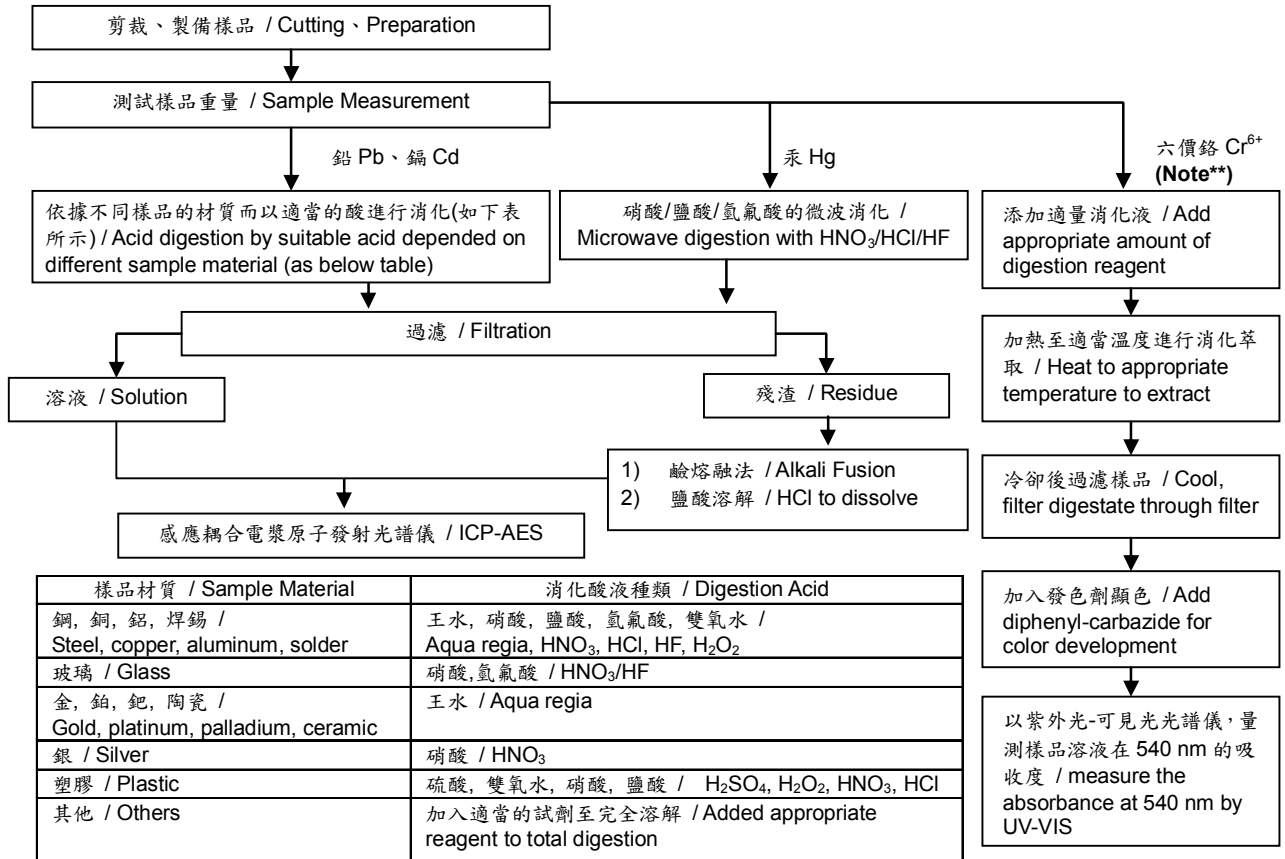 剪裁、製備樣品 / Cutting、Preparation
測試樣品重量 / Sample Measurement
鉛 Pb、鎘 Cd
汞 Hg
六價鉻 Cr⁶⁺
(Note**)
依據不同樣品的材質而以適當的酸進行消化(如下表
所示) / Acid digestion by suitable acid depended on
different sample material (as below table)
硝酸/鹽酸/氫氟酸的微波消化 /
Microwave digestion with HNO₃/HCl/HF
添加適量消化液 / Add
appropriate amount of
digestion reagent
過濾 / Filtration
加熱至適當溫度進行消化萃
取 / Heat to appropriate
temperature to extract
溶液 / Solution
殘渣 / Residue
1) 鹼熔融法 / Alkali Fusion
2) 鹽酸溶解 / HCl to dissolve
冷卻後過濾樣品 / Cool,
filter digestate through filter
感應耦合電漿原子發射光譜儀 / ICP-AES
樣品材質 / Sample Material
消化酸液種類 / Digestion Acid
鋼, 銅, 鋁, 焊錫 /
Steel, copper, aluminum, solder
王水, 硝酸, 鹽酸, 氫氟酸, 雙氧水 /
Aqua regia, HNO₃, HCl, HF, H₂O₂
玻璃 / Glass
硝酸,氫氟酸 / HNO₃/HF
金, 鉑, 鈀, 陶瓷 /
Gold, platinum, palladium, ceramic
王水 / Aqua regia
銀 / Silver
硝酸 / HNO₃
塑膠 / Plastic
硫酸, 雙氧水, 硝酸, 鹽酸 / H₂SO₄, H₂O₂, HNO₃, HCl
其他 / Others
加入適當的試劑至完全溶解 / Added appropriate
reagent to total digestion
加入發色劑顯色 / Add
diphenyl-carbazide for
color development
以紫外光-可見光光譜儀，量
測樣品溶液在 540 nm 的吸
收度 / measure the
absorbance at 540 nm by
UV-VIS